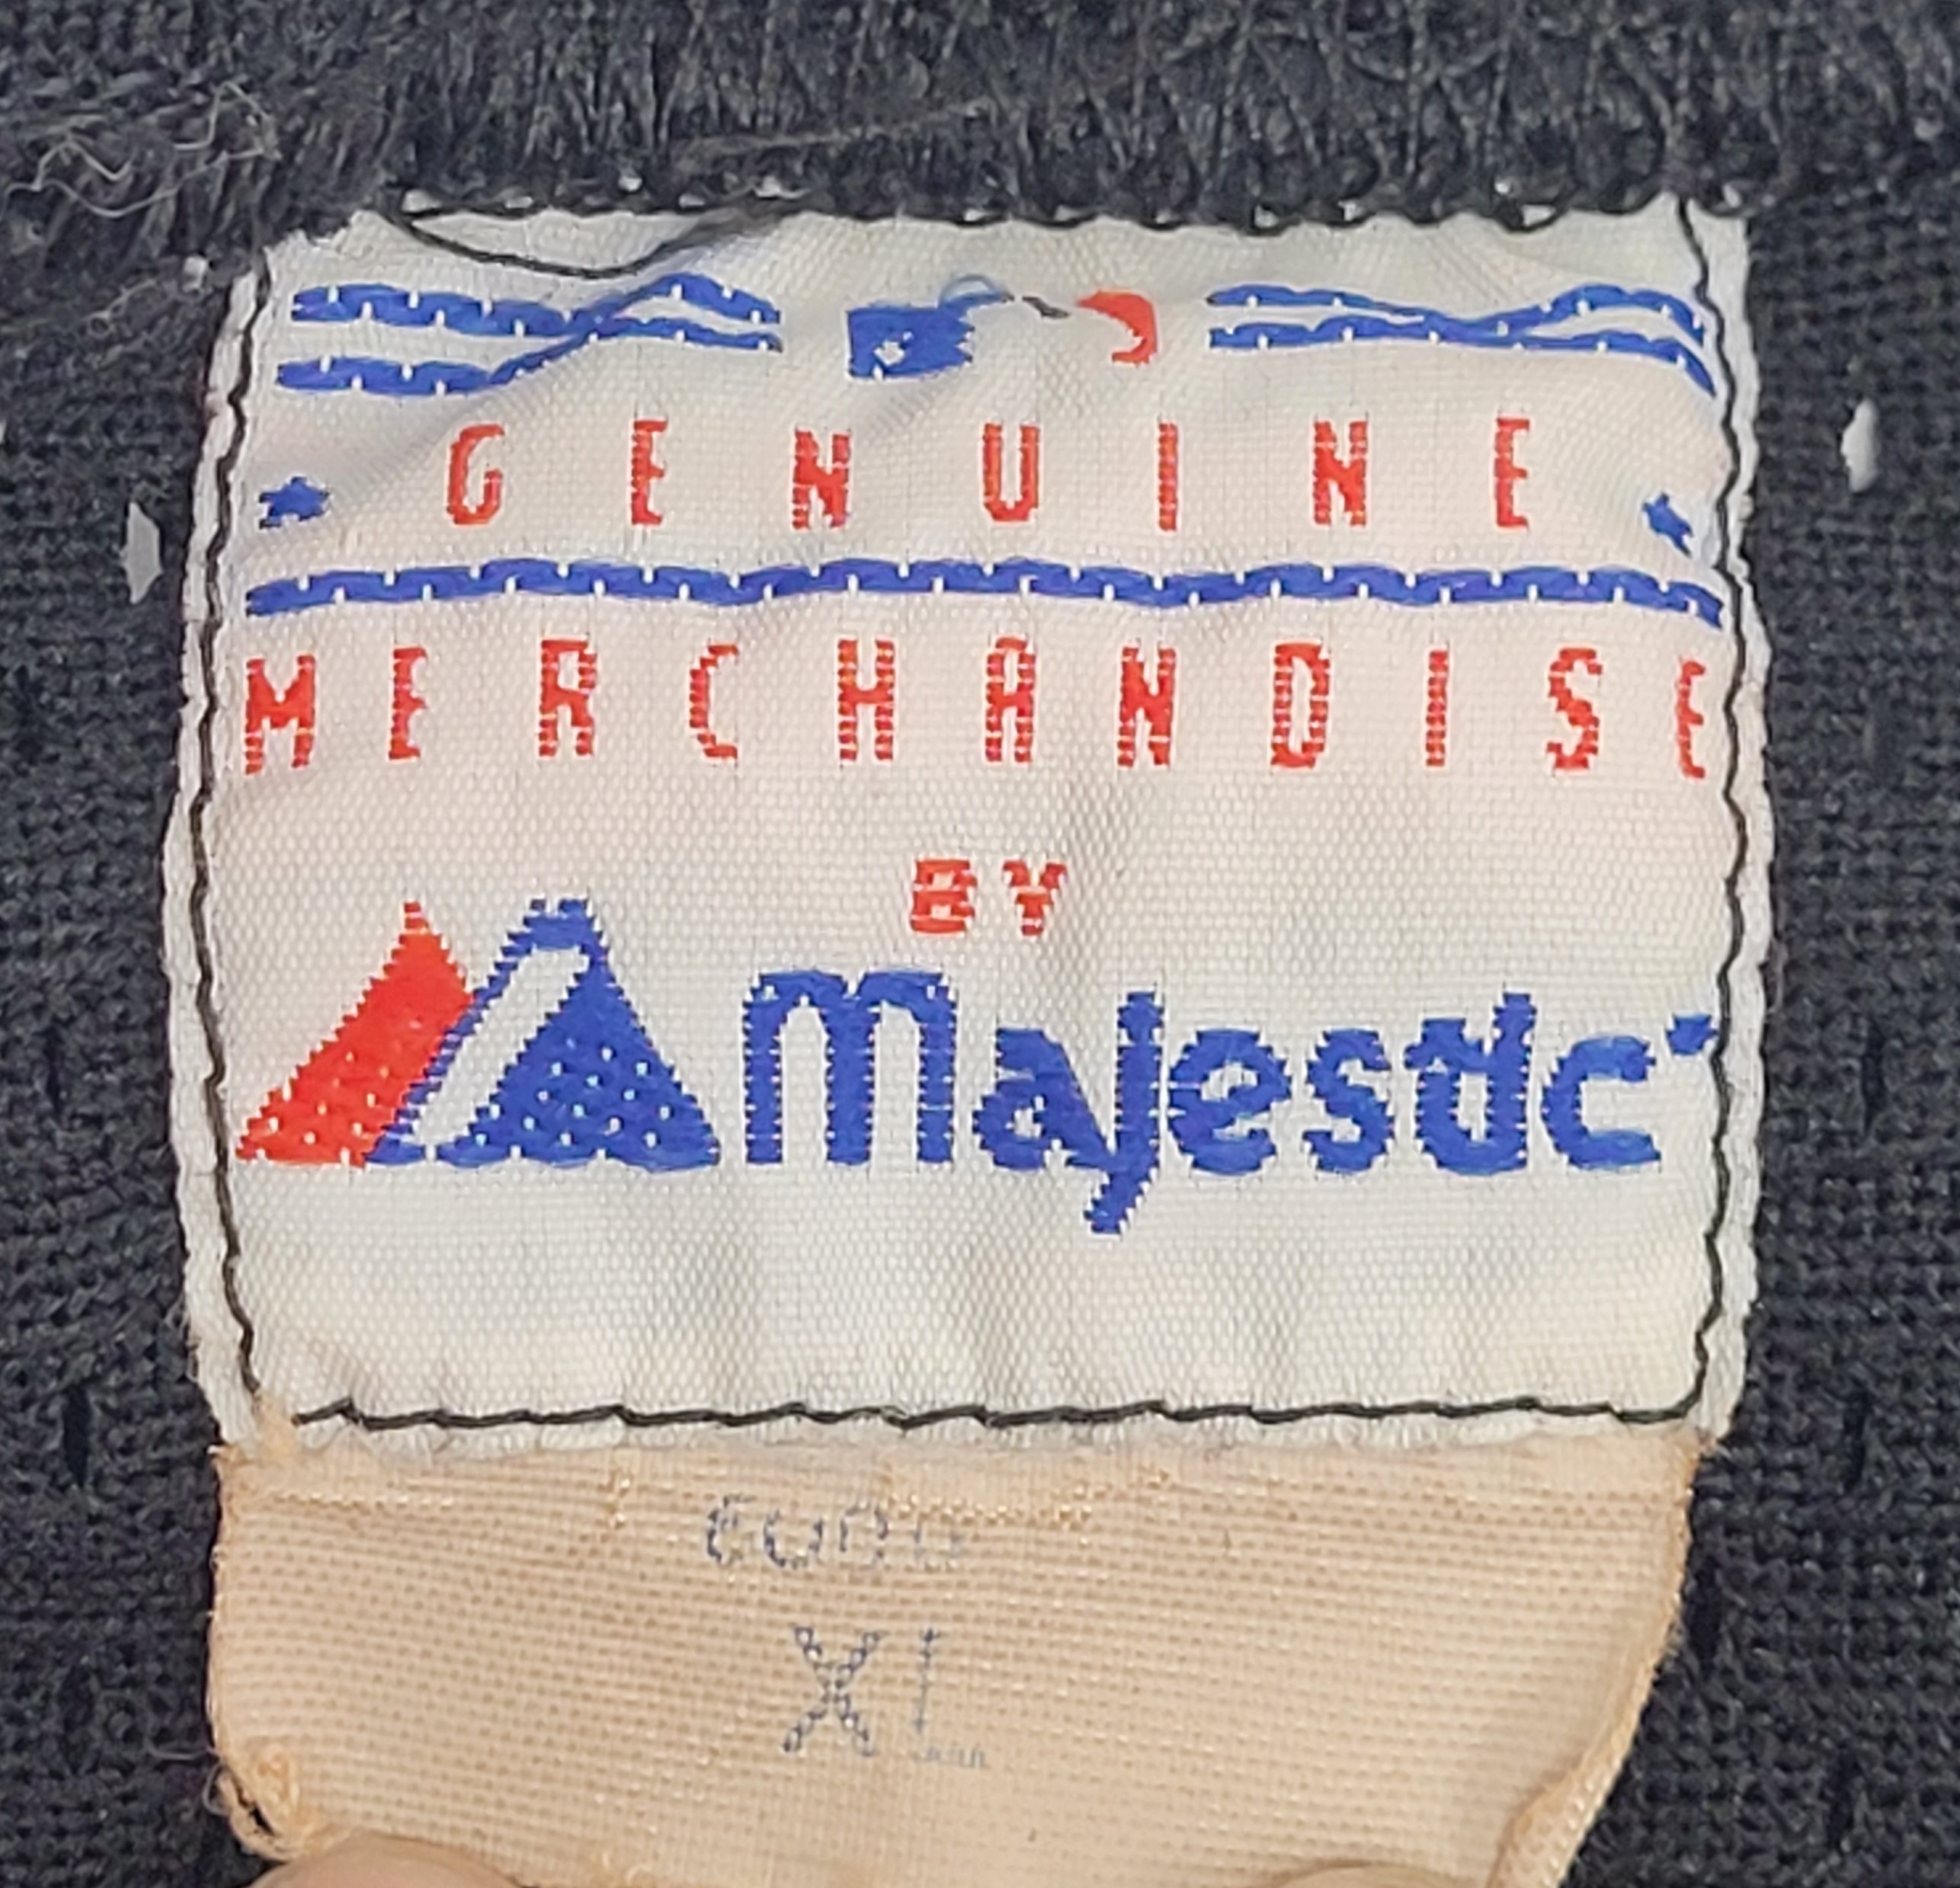 GENUINE
MERCHANDISE
BY
Majestic
XL